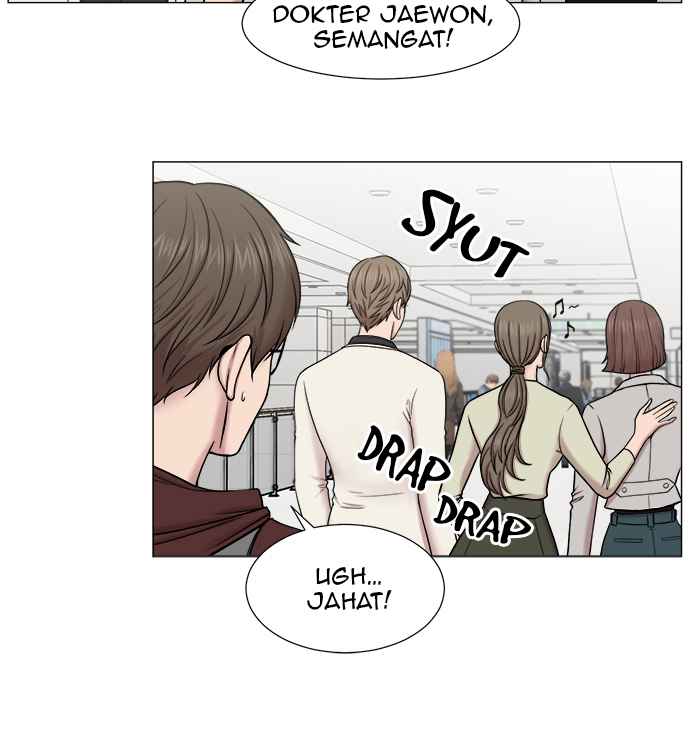 DOKTER JAEWON,
SEMANGAT!
SYUT
DRAP
DRAP
UGH...
JAHAT!